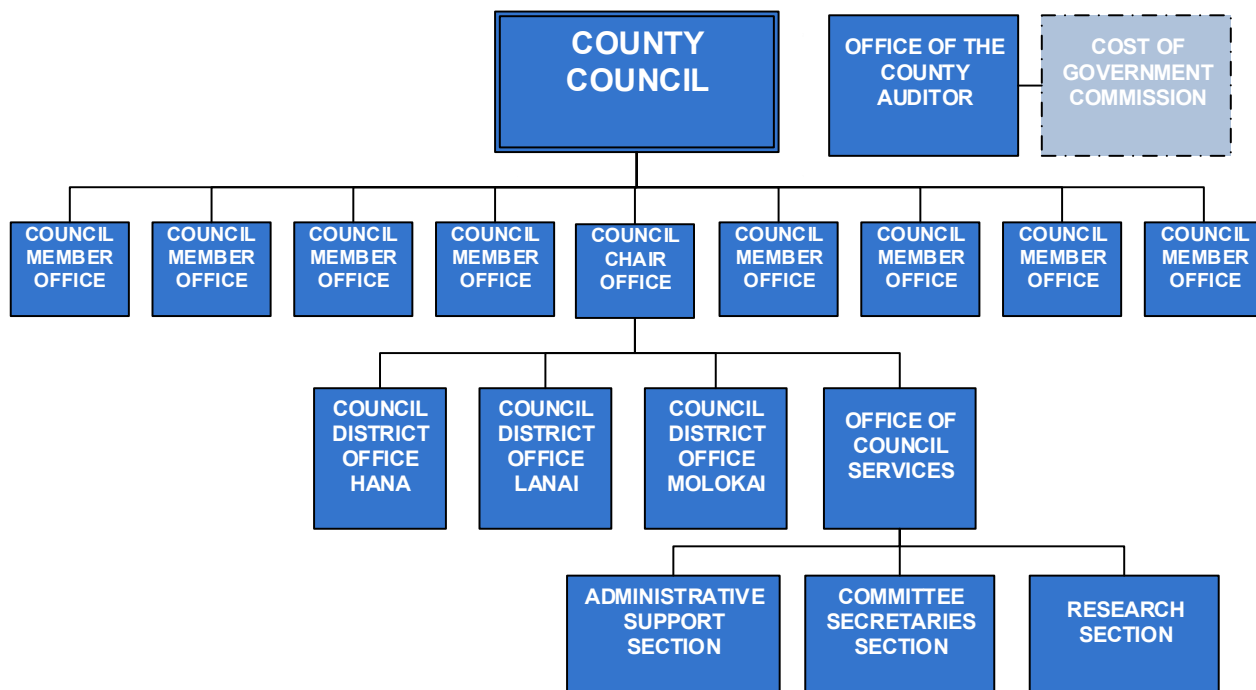 COUNTY
COUNCIL
OFFICE OF THE
COUNTY
AUDITOR
COST OF
GOVERNMENT
COMMISSION
COUNCIL
MEMBER
OFFICE
COUNCIL
MEMBER
OFFICE
COUNCIL
MEMBER
OFFICE
COUNCIL
MEMBER
OFFICE
COUNCIL
CHAIR
OFFICE
COUNCIL
MEMBER
OFFICE
COUNCIL
MEMBER
OFFICE
COUNCIL
MEMBER
OFFICE
COUNCIL
MEMBER
OFFICE
COUNCIL
DISTRICT
OFFICE
HANA
COUNCIL
DISTRICT
OFFICE
LANAI
COUNCIL
DISTRICT
OFFICE
MOLOKAI
OFFICE OF
COUNCIL
SERVICES
ADMINISTRATIVE
SUPPORT
SECTION
COMMITTEE
SECRETARIES
SECTION
RESEARCH
SECTION